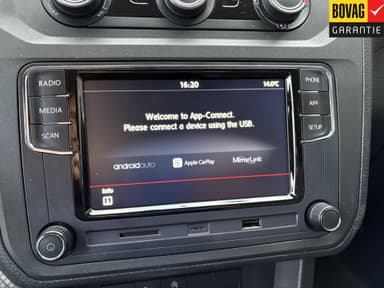 BOVAG
GARANTIE
RADIO
MEDIA
SCAN
PHONE
APP
SETUP
16:20
14.0°C
Welcome to App-Connect.
Please connect a device using the USB.
androidauto
Apple CarPlay
MirrorLink
Info